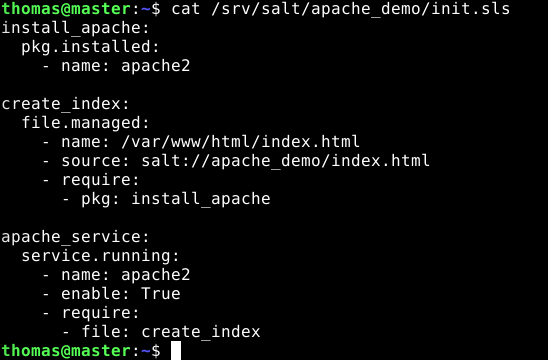 thomas@master:~$ cat /srv/salt/apache_demo/init.sls
install_apache:
  pkg.installed:
    - name: apache2

create_index:
  file.managed:
    - name: /var/www/html/index.html
    - source: salt://apache_demo/index.html
    - require:
      - pkg: install_apache

apache_service:
  service.running:
    - name: apache2
    - enable: True
    - require:
      - file: create_index
thomas@master:~$